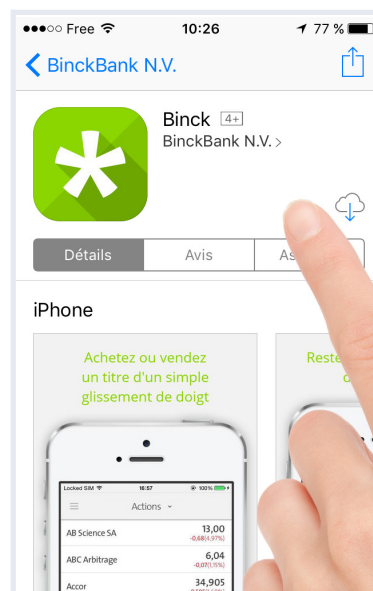 Free 10:26 77 %
BinckBank N.V.
Binck 4+
BinckBank N.V. >
Détails Avis
iPhone
Achetez ou vendez
un titre d'un simple
glissement de doigt
Reste
Locked SIM 16:57 100%
Actions
AB Science SA 13,00
-0,68(4,97%)
ABC Arbitrage 6,04
-0,07(1,15%)
Accor 34,905